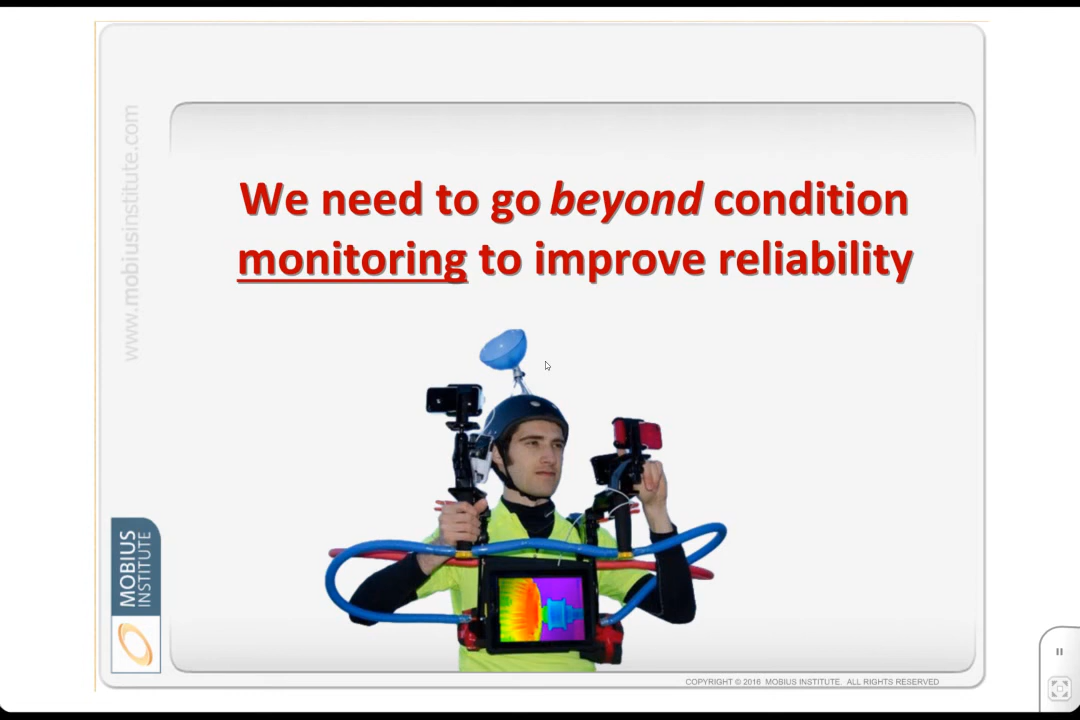 We need to go beyond condition
monitoring to improve reliability
www.mobiusinstitute.com
MOBIUS
INSTITUTE
COPYRIGHT © 2016 MOBIUS INSTITUTE. ALL RIGHTS RESERVED